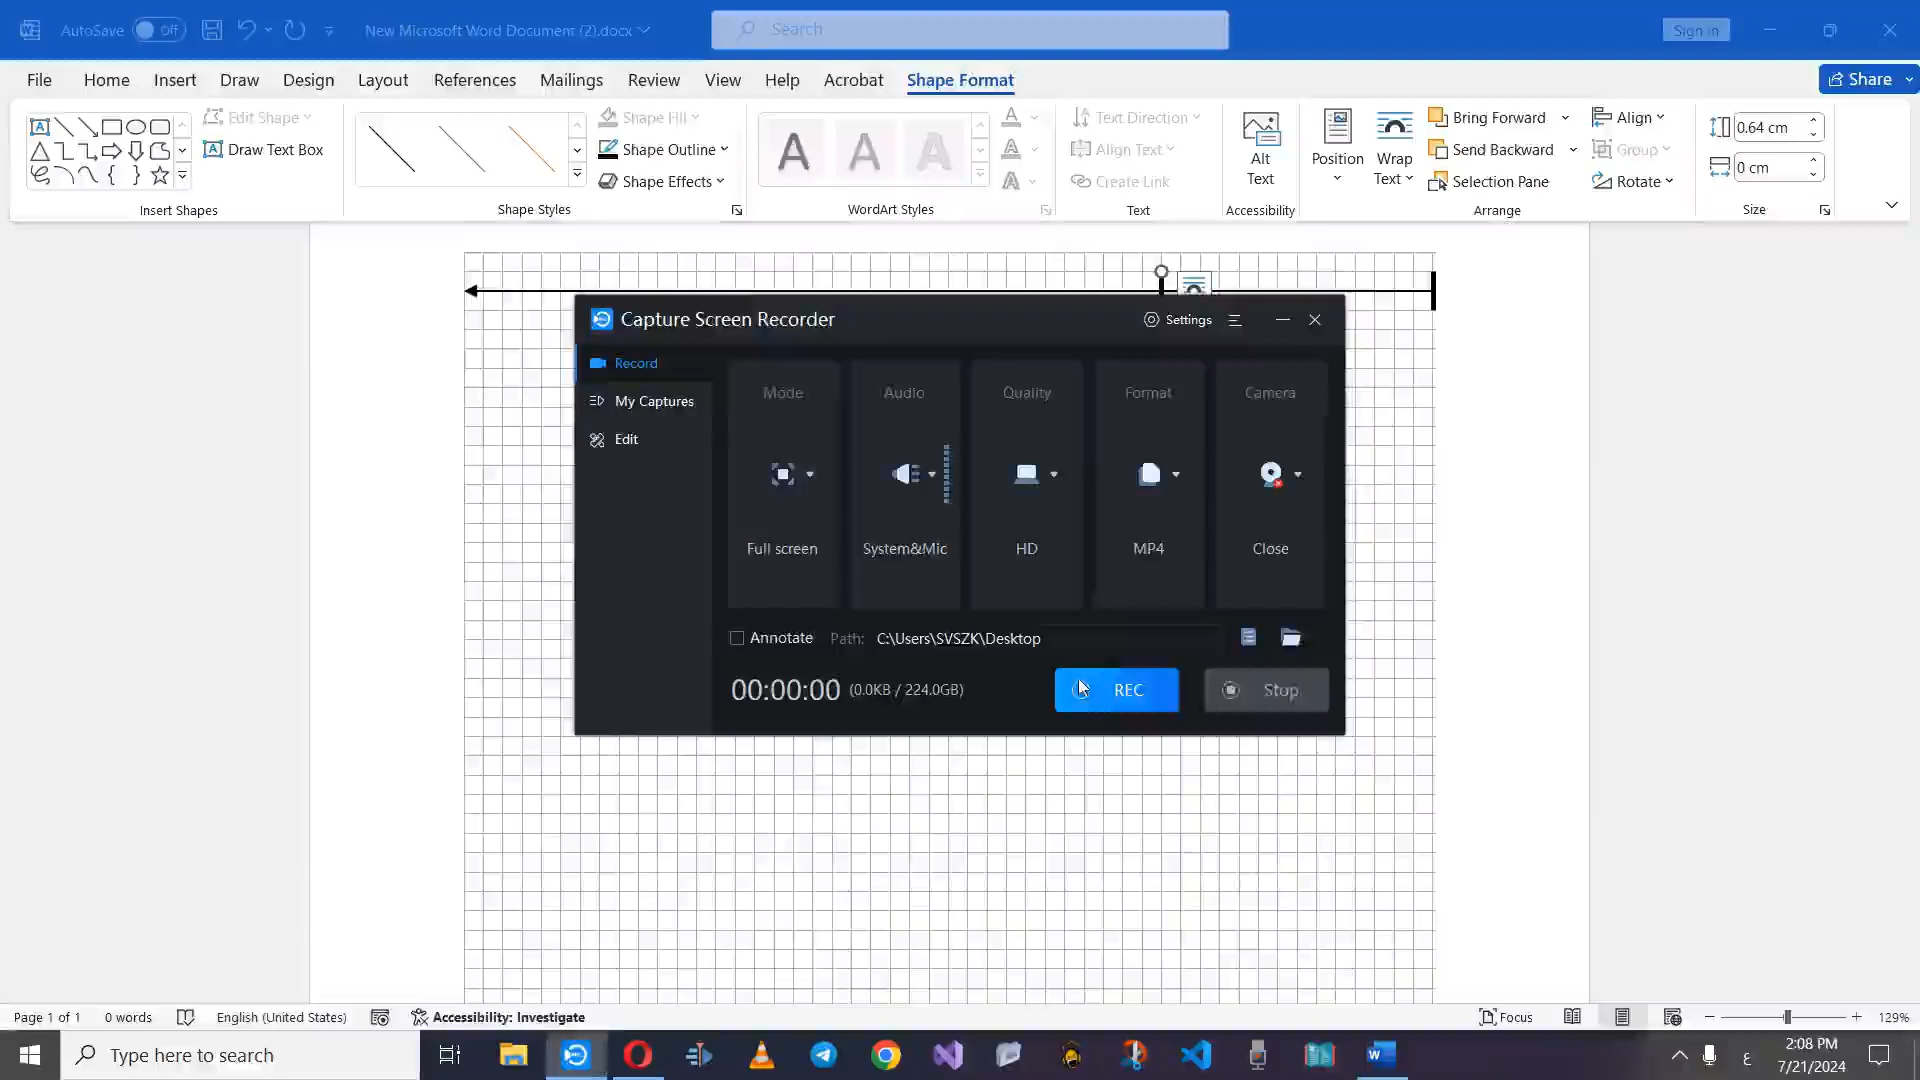 AutoSave Off New Microsoft Word Document (2).docx Search Sign in
File Home Insert Draw Design Layout References Mailings Review View Help Acrobat Shape Format Share
Edit Shape
Draw Text Box
Insert Shapes
Shape Fill
Shape Outline
Shape Effects
Shape Styles
A A A
WordArt Styles
Text Direction
Align Text
Create Link
Text
Alt
Text
Accessibility
Position
Wrap
Text
Bring Forward
Send Backward
Selection Pane
Align
Group
Rotate
Arrange
0.64 cm
0 cm
Size
Capture Screen Recorder Settings
Record
My Captures
Edit
Mode Audio Quality Format Camera
Full screen System&Mic HD MP4 Close
Annotate Path: C:\Users\SVSZK\Desktop
00:00:00 (0.0KB / 224.0GB) REC Stop
Page 1 of 1 0 words English (United States) Accessibility: Investigate Focus 129%
Type here to search
ع
2:08 PM
7/21/2024